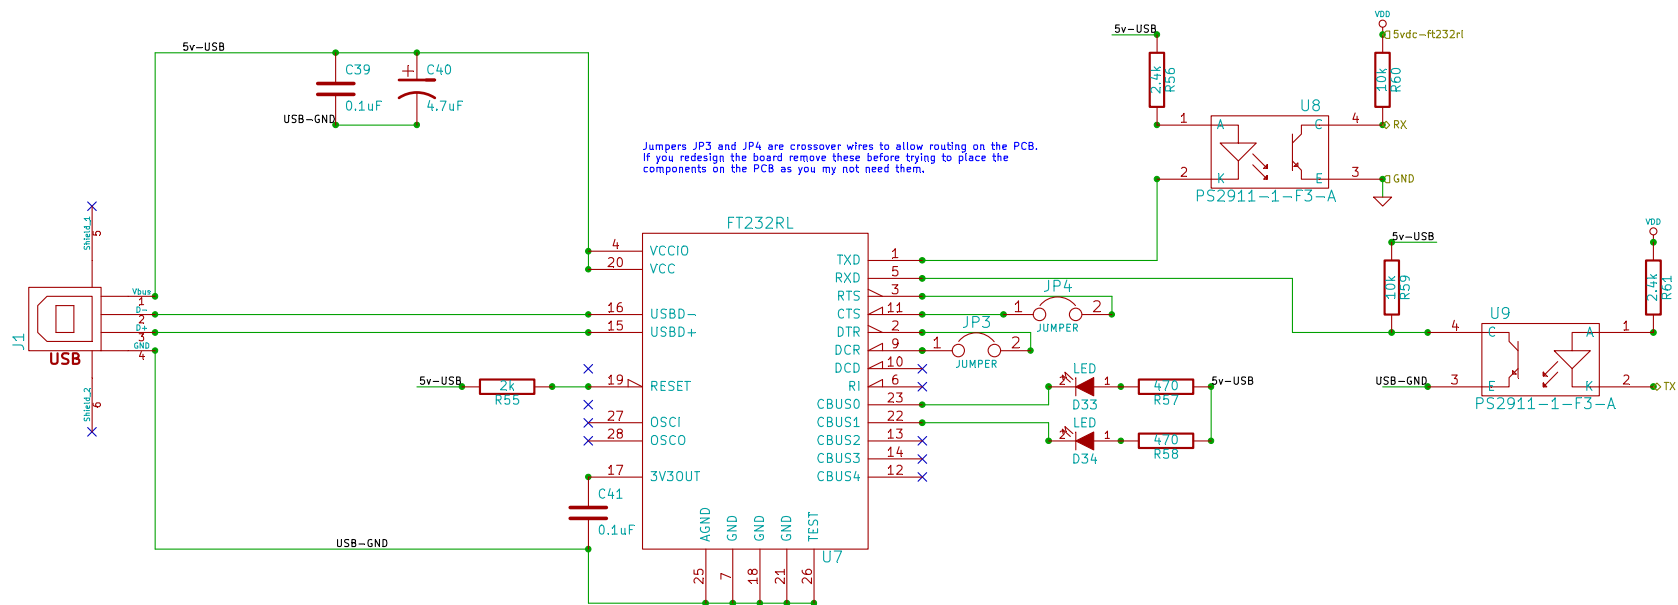 5v-USB
C39
0.1uF
C40
4.7uF
USB-GND
Jumpers JP3 and JP4 are crossover wires to allow routing on the PCB.
If you redesign the board remove these before trying to place the
components on the PCB as you my not need them.
5v-USB
2.4k
R56
VDD
5vdc-ft232rl
10k
R60
U8
1
A
C
4
RX
2
K
E
3
GND
PS2911-1-F3-A
Shield_1
5
J1
USB
Vbus
1
D-
2
D+
3
GND
4
Shield_2
6
FT232RL
4
VCCIO
20
VCC
16
USBD-
15
USBD+
5v-USB
2k
R55
19
RESET
27
OSCI
28
OSCO
17
3V3OUT
C41
0.1uF
USB-GND
TXD
1
RXD
5
RTS
3
CTS
11
DTR
2
DCR
9
DCD
10
RI
6
CBUS0
23
CBUS1
22
CBUS2
13
CBUS3
14
CBUS4
12
AGND
GND
GND
GND
TEST
25
7
18
21
26
U7
JP4
1
2
JUMPER
JP3
1
2
JUMPER
LED
2
1
D33
470
R57
5v-USB
LED
2
1
D34
470
R58
5v-USB
10k
R59
VDD
2.4k
R61
U9
4
C
A
1
USB-GND
3
E
K
2
TX
PS2911-1-F3-A